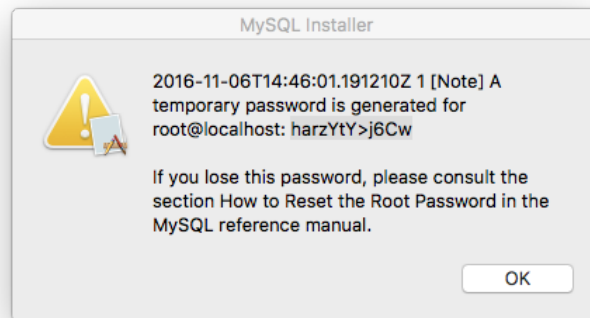 MySQL Installer
2016-11-06T14:46:01.191210Z 1 [Note] A
temporary password is generated for
root@localhost: harzYtY>j6Cw
If you lose this password, please consult the
section How to Reset the Root Password in the
MySQL reference manual.
OK